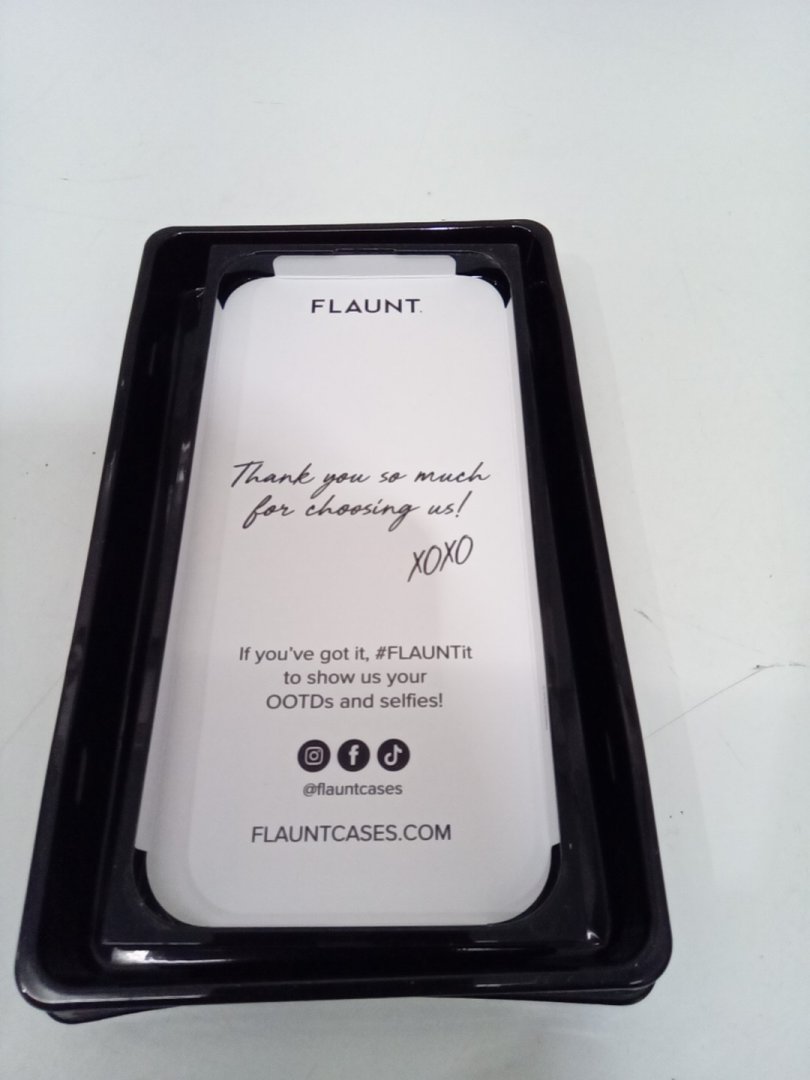 FLAUNT.
Thank you so much
for choosing us!
XOXO
If you've got it, #FLAUNTit
to show us your
OOTDs and selfies!
@flauntcases
FLAUNTCASES.COM